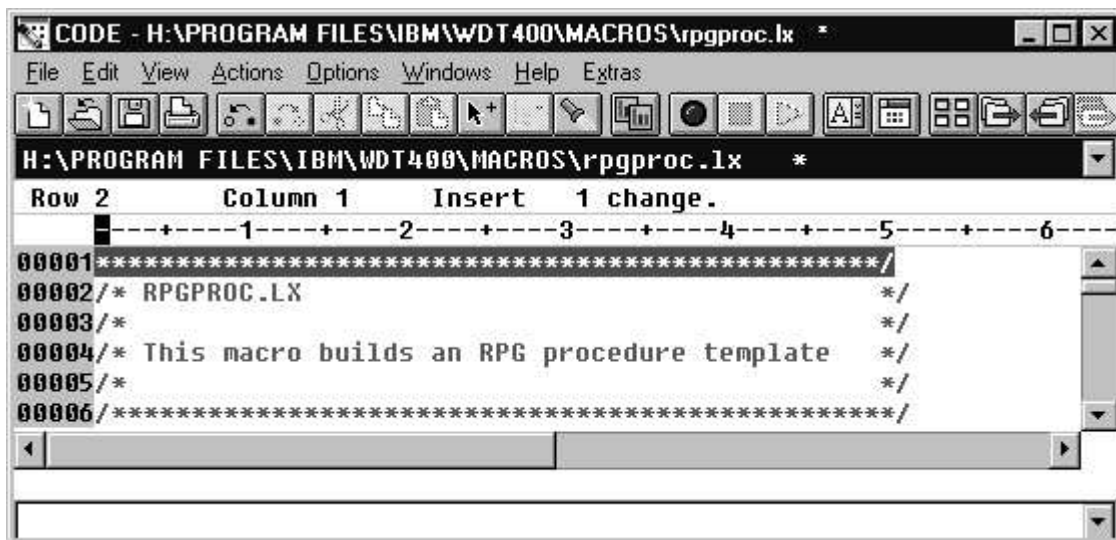 CODE - H:\PROGRAM FILES\IBM\WDT400\MACROS\rpgproc.lx *
File Edit View Actions Options Windows Help Extras
H:\PROGRAM FILES\IBM\WDT400\MACROS\rpgproc.lx *
Row 2 Column 1 Insert 1 change.
----+----1----+----2----+----3----+----4----+----5----+----6----
00001*************************************************/
00002/* RPGPROC.LX */
00003/* */
00004/* This macro builds an RPG procedure template */
00005/* */
00006/*************************************************/